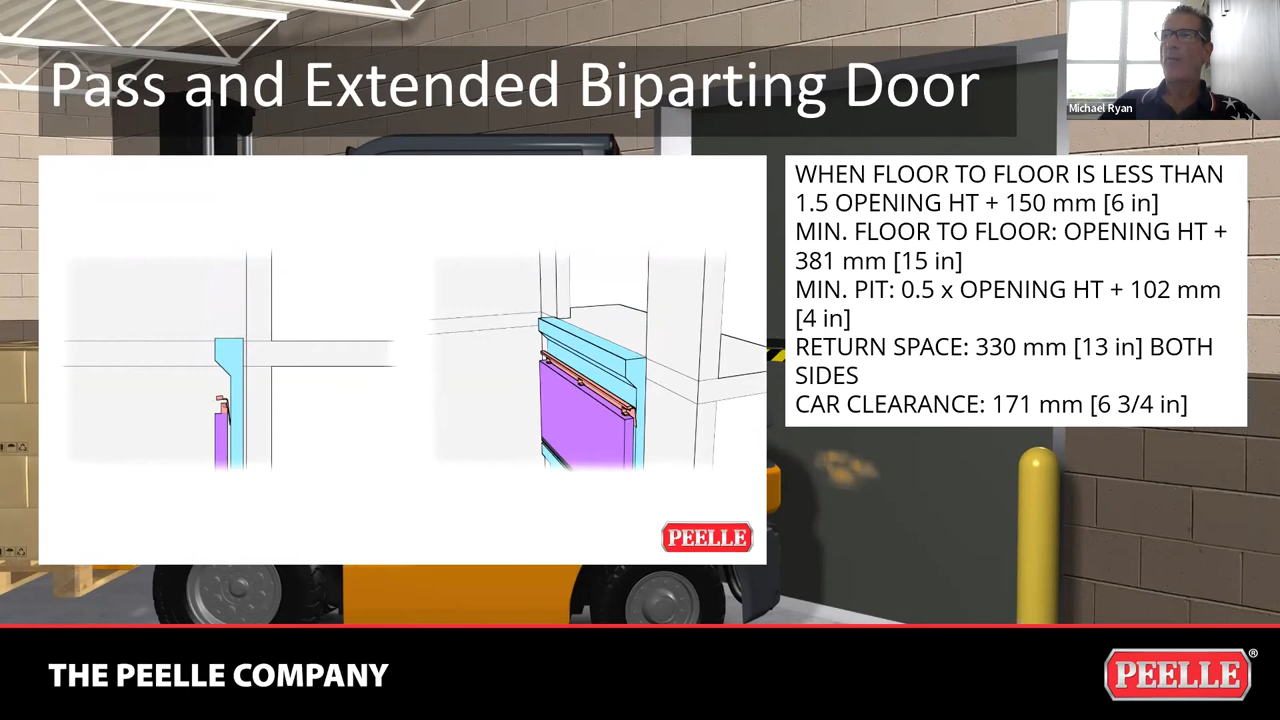 Pass and Extended Biparting Door
Michael Ryan
WHEN FLOOR TO FLOOR IS LESS THAN
1.5 OPENING HT + 150 mm [6 in]
MIN. FLOOR TO FLOOR: OPENING HT +
381 mm [15 in]
MIN. PIT: 0.5 x OPENING HT + 102 mm
[4 in]
RETURN SPACE: 330 mm [13 in] BOTH
SIDES
CAR CLEARANCE: 171 mm [6 3/4 in]
PEELLE
THE PEELLE COMPANY
PEELLE®